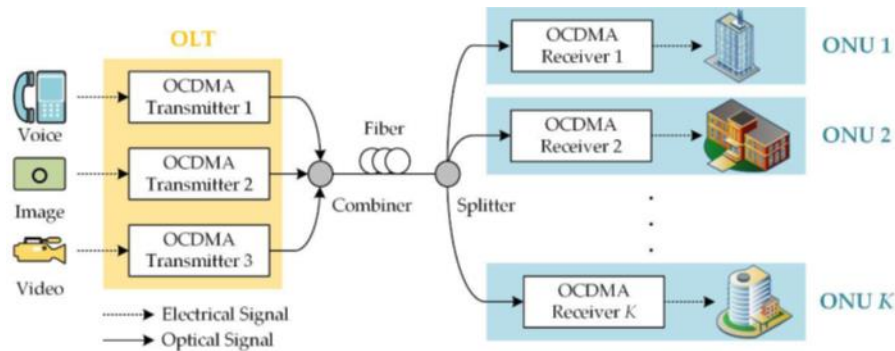 OLT
Voice
OCDMA
Transmitter 1
Image
OCDMA
Transmitter 2
Video
OCDMA
Transmitter 3
Fiber
Combiner
Splitter
OCDMA
Receiver 1
ONU 1
OCDMA
Receiver 2
ONU 2
OCDMA
Receiver K
ONU K
Electrical Signal
Optical Signal